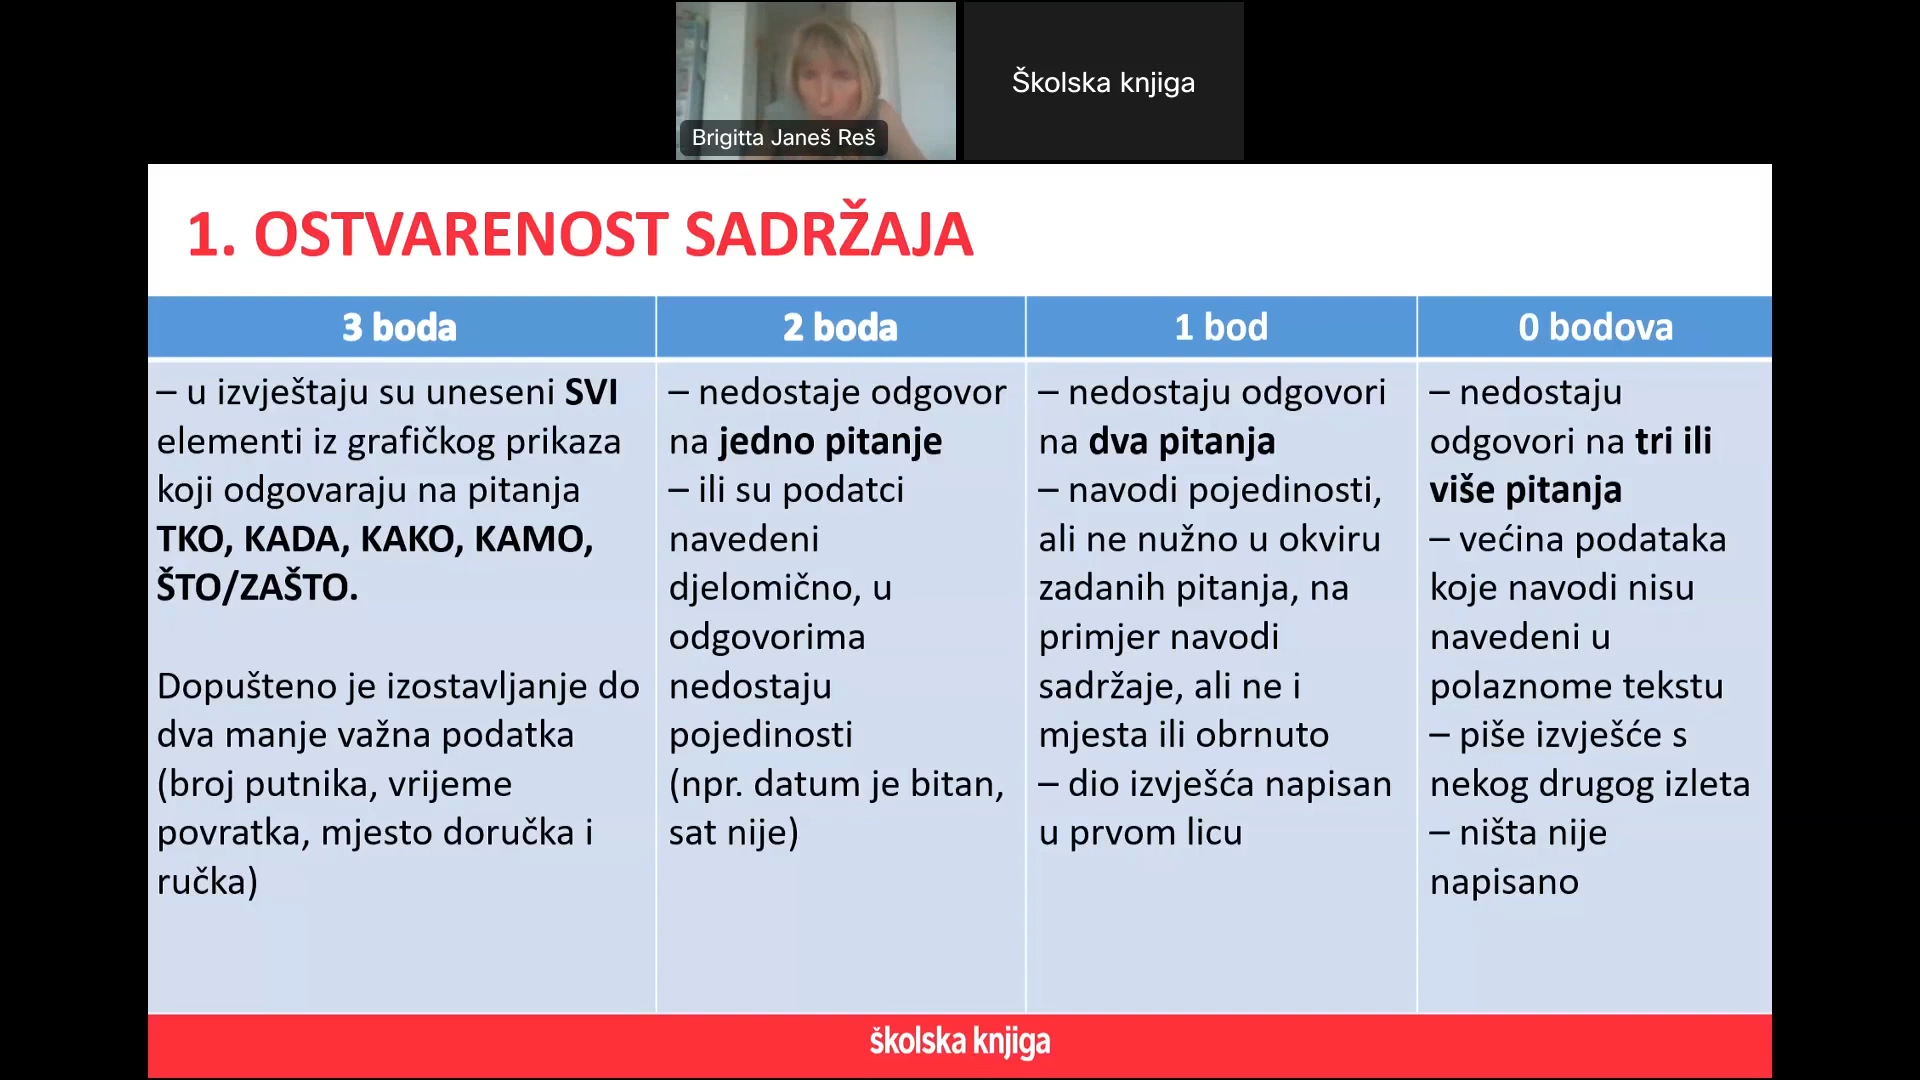 Brigitta Janeš Reš
Školska knjiga
1. OSTVARENOST SADRŽAJA
3 boda
2 boda
1 bod
0 bodova
– u izvještaju su uneseni SVI
elementi iz grafičkog prikaza
koji odgovaraju na pitanja
TKO, KADA, KAKO, KAMO,
ŠTO/ZAŠTO.
Dopušteno je izostavljanje do
dva manje važna podatka
(broj putnika, vrijeme
povratka, mjesto doručka i
ručka)
– nedostaje odgovor
na jedno pitanje
– ili su podatci
navedeni
djelomično, u
odgovorima
nedostaju
pojedinosti
(npr. datum je bitan,
sat nije)
– nedostaju odgovori
na dva pitanja
– navodi pojedinosti,
ali ne nužno u okviru
zadanih pitanja, na
primjer navodi
sadržaje, ali ne i
mjesta ili obrnuto
– dio izvješća napisan
u prvom licu
– nedostaju
odgovori na tri ili
više pitanja
– većina podataka
koje navodi nisu
navedeni u
polaznome tekstu
– piše izvješće s
nekog drugog izleta
– ništa nije
napisano
školska knjiga